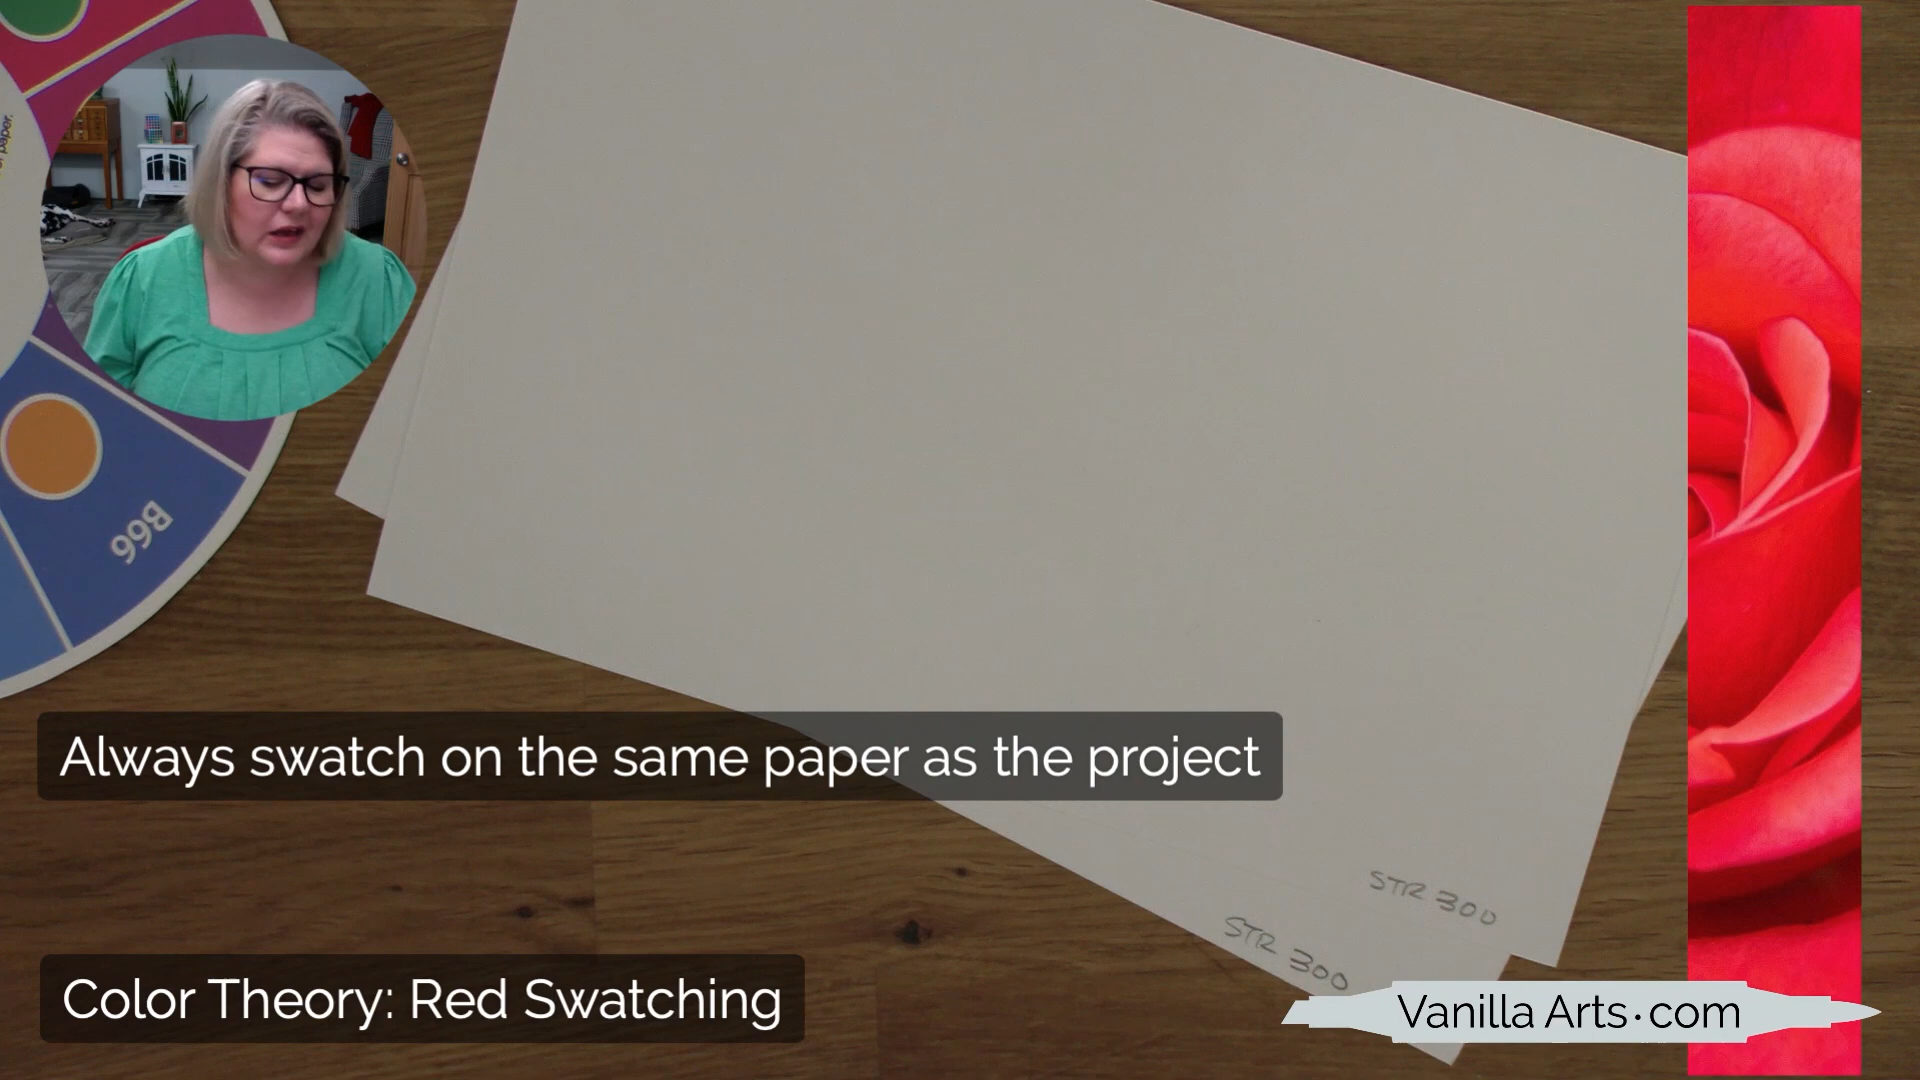 paper.
B66
Always swatch on the same paper as the project
STR 300
STR 300
Color Theory: Red Swatching
Vanilla Arts•com